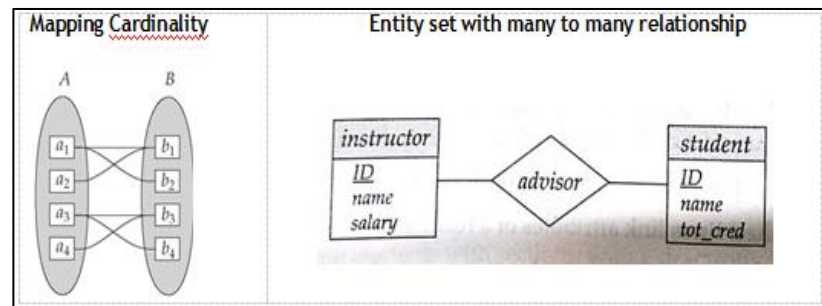 Mapping Cardinality
Entity set with many to many relationship
A B
a1 b1
a2 b2
a3 b3
a4 b4
instructor
ID
name
salary
advisor
student
ID
name
tot_cred